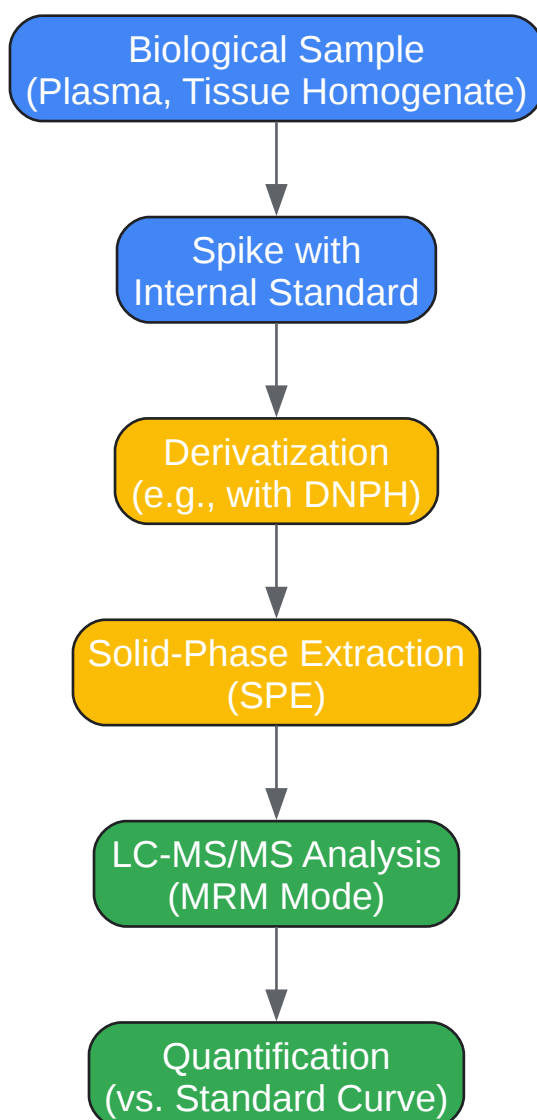 Biological Sample
(Plasma, Tissue Homogenate)
Spike with
Internal Standard
Derivatization
(e.g., with DNPH)
Solid-Phase Extraction
(SPE)
LC-MS/MS Analysis
(MRM Mode)
Quantification
(vs. Standard Curve)